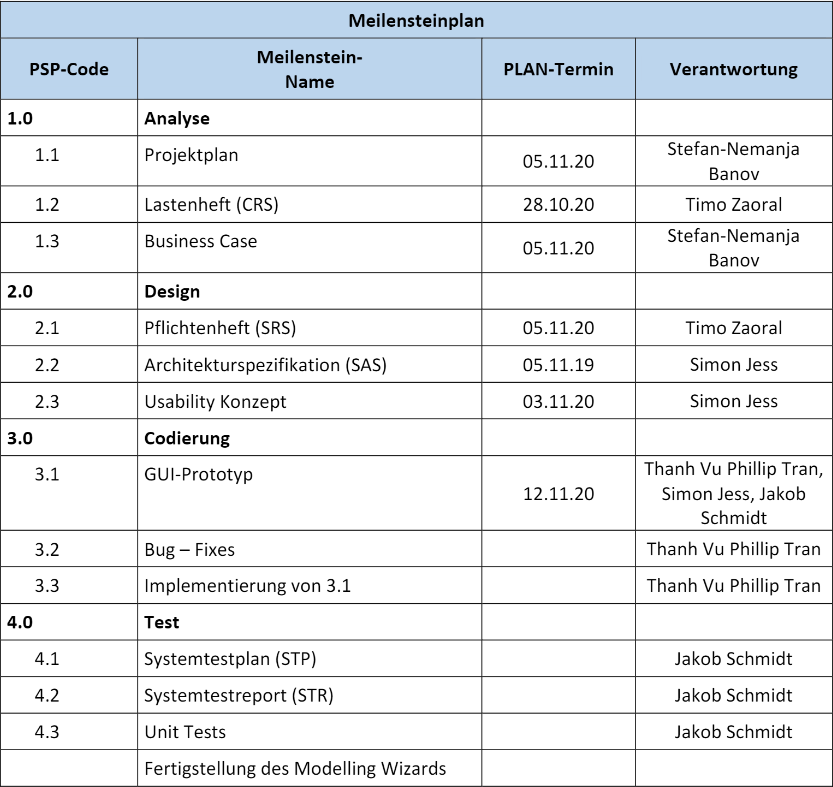 Meilensteinplan
PSP-Code Meilenstein-
Name PLAN-Termin Verantwortung
1.0 Analyse
1.1 Projektplan 05.11.20 Stefan-Nemanja
Banov
1.2 Lastenheft (CRS) 28.10.20 Timo Zaoral
1.3 Business Case 05.11.20 Stefan-Nemanja
Banov
2.0 Design
2.1 Pflichtenheft (SRS) 05.11.20 Timo Zaoral
2.2 Architekturspezifikation (SAS) 05.11.19 Simon Jess
2.3 Usability Konzept 03.11.20 Simon Jess
3.0 Codierung
3.1 GUI-Prototyp 12.11.20 Thanh Vu Phillip Tran,
Simon Jess, Jakob
Schmidt
3.2 Bug – Fixes Thanh Vu Phillip Tran
3.3 Implementierung von 3.1 Thanh Vu Phillip Tran
4.0 Test
4.1 Systemtestplan (STP) Jakob Schmidt
4.2 Systemtestreport (STR) Jakob Schmidt
4.3 Unit Tests Jakob Schmidt
Fertigstellung des Modelling Wizards